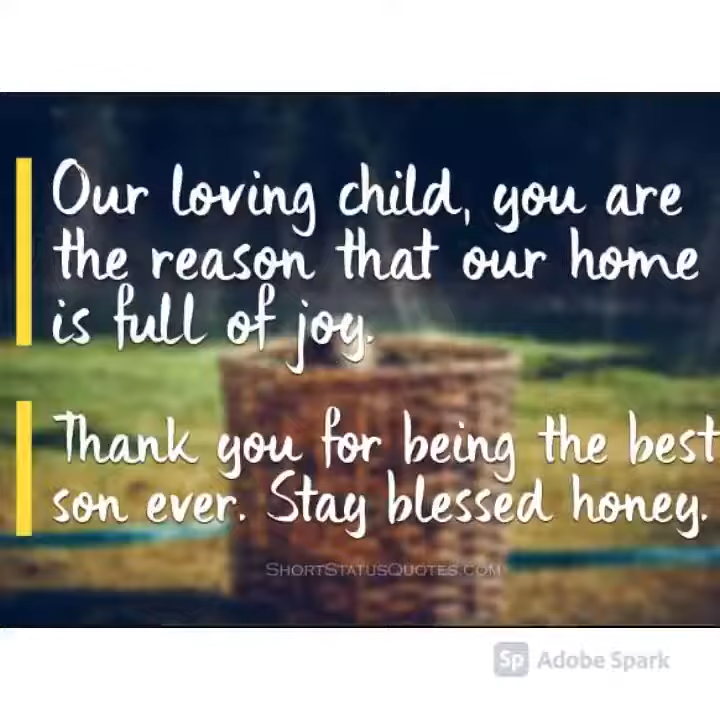 Our loving child, you are
the reason that our home
is full of joy.
Thank you for being the best
son ever. Stay blessed honey.
SHORTSTATUSQUOTES.COM
Sp Adobe Spark